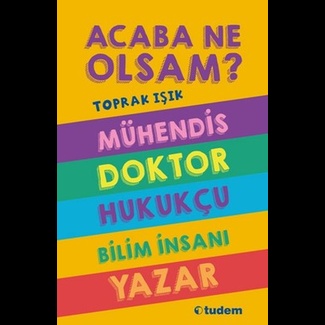 ACABA NE
OLSAM?
TOPRAK IŞIK
MÜHENDİS
DOKTOR
HUKUKÇU
BİLİM İNSANI
YAZAR
tudem